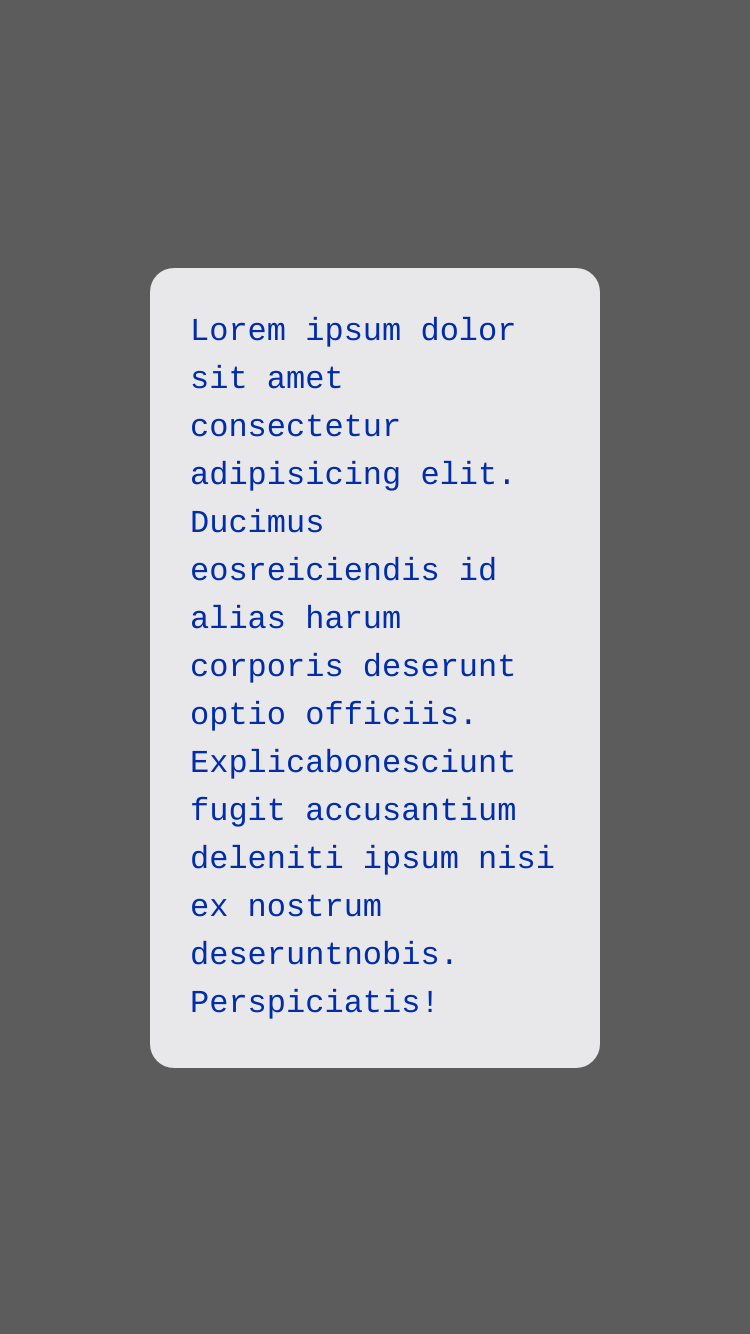 Lorem ipsum dolor
sit amet
consectetur
adipisicing elit.
Ducimus
eosreiciendis id
alias harum
corporis deserunt
optio officiis.
Explicabonesciunt
fugit accusantium
deleniti ipsum nisi
ex nostrum
deseruntnobis.
Perspiciatis!